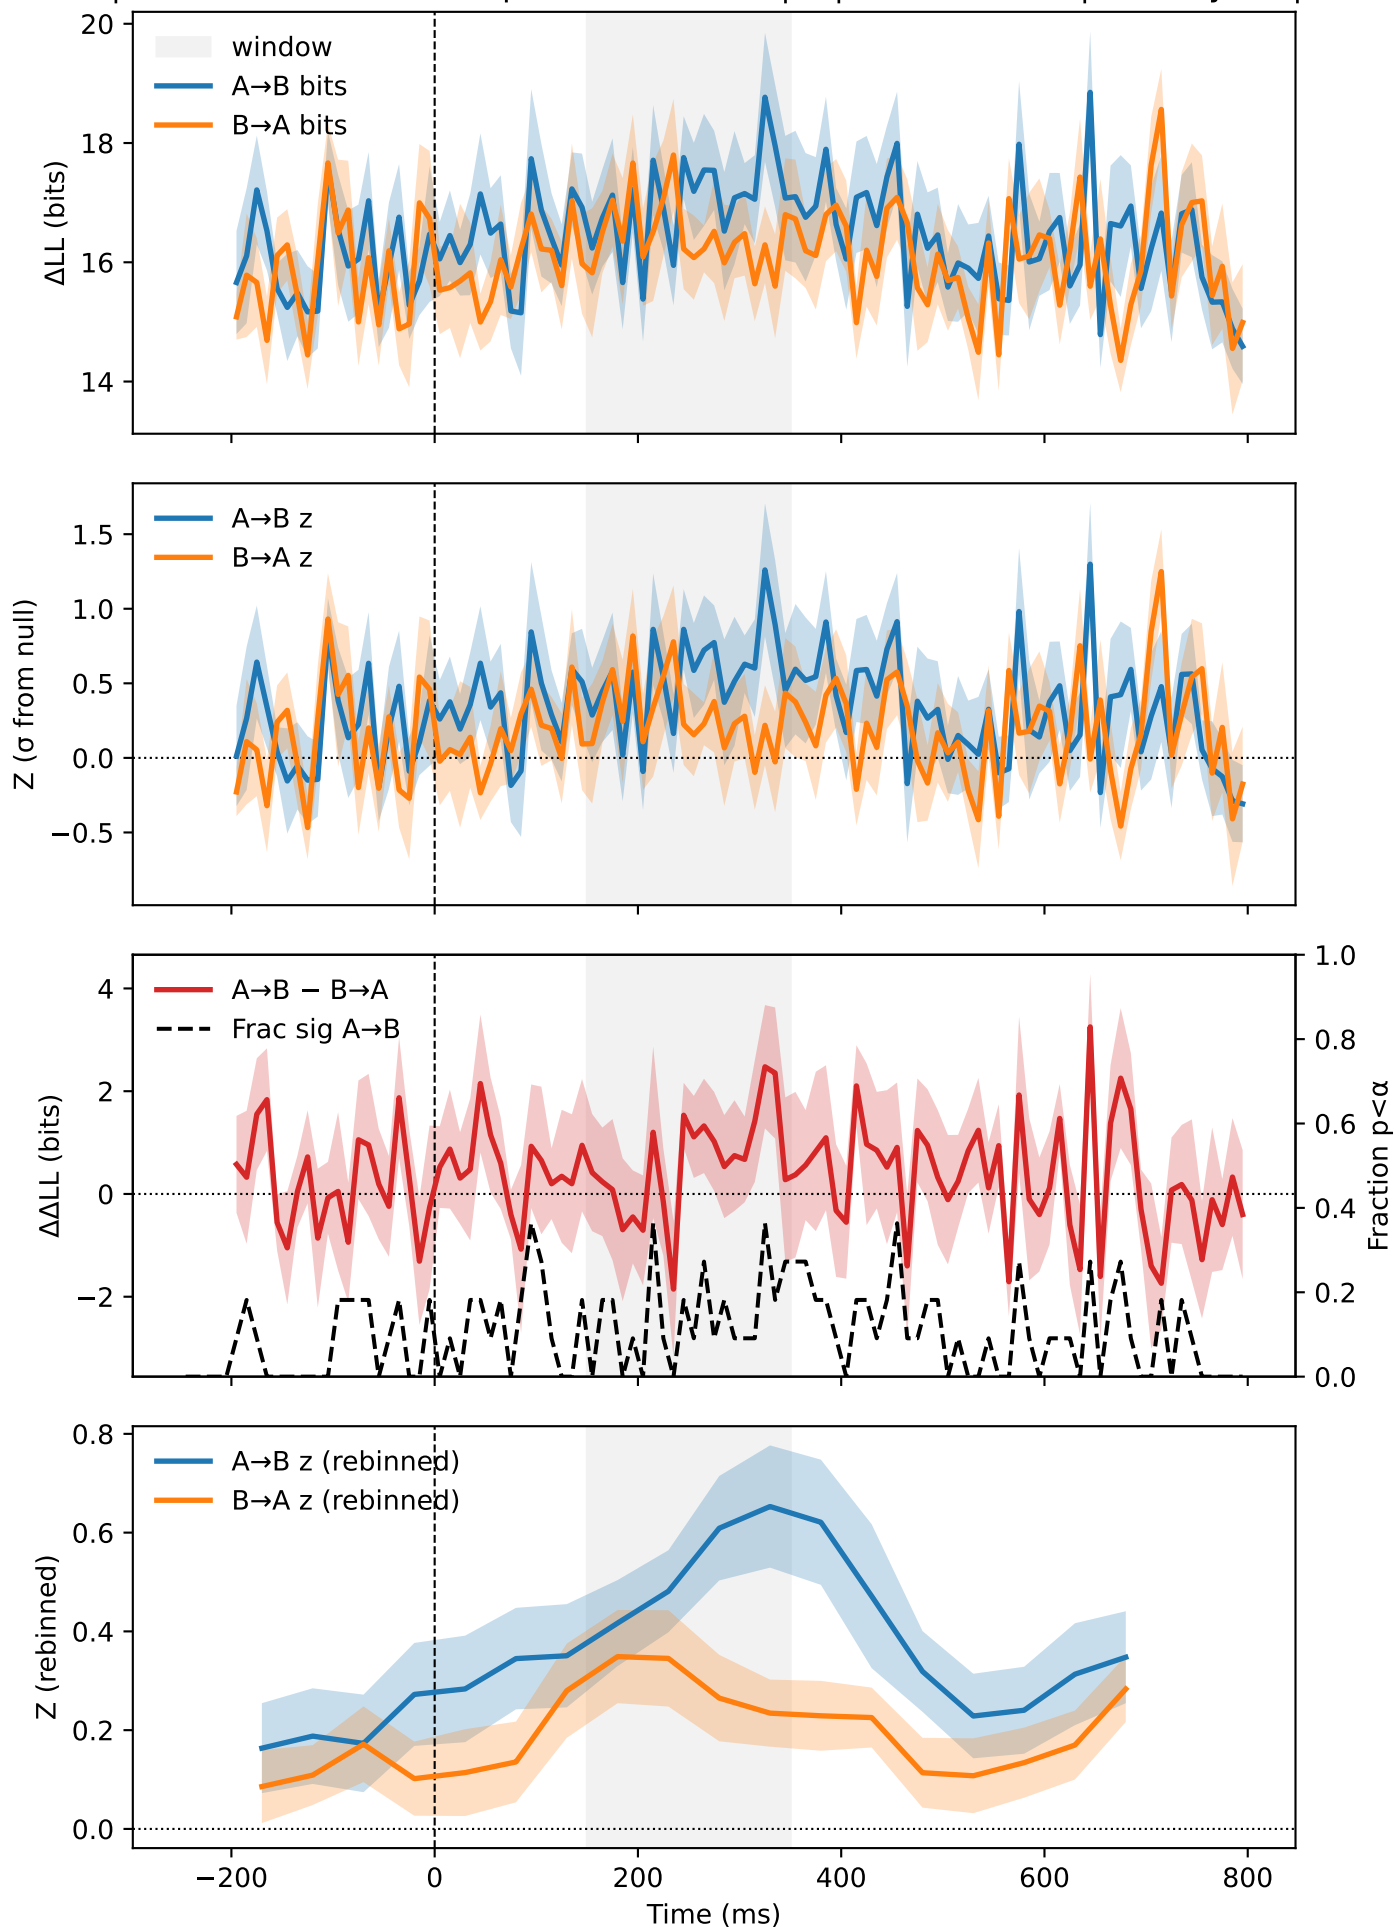 20
18
16
14
ΔLL (bits)
window
A→B bits
B→A bits
1.5
1.0
0.5
0.0
−0.5
Z (σ from null)
A→B z
B→A z
4
2
0
−2
ΔΔLL (bits)
A→B − B→A
Frac sig A→B
1.0
0.8
0.6
0.4
0.2
0.0
Fraction p<α
0.8
0.6
0.4
0.2
0.0
Z (rebinned)
A→B z (rebinned)
B→A z (rebinned)
−200 0 200 400 600 800
Time (ms)